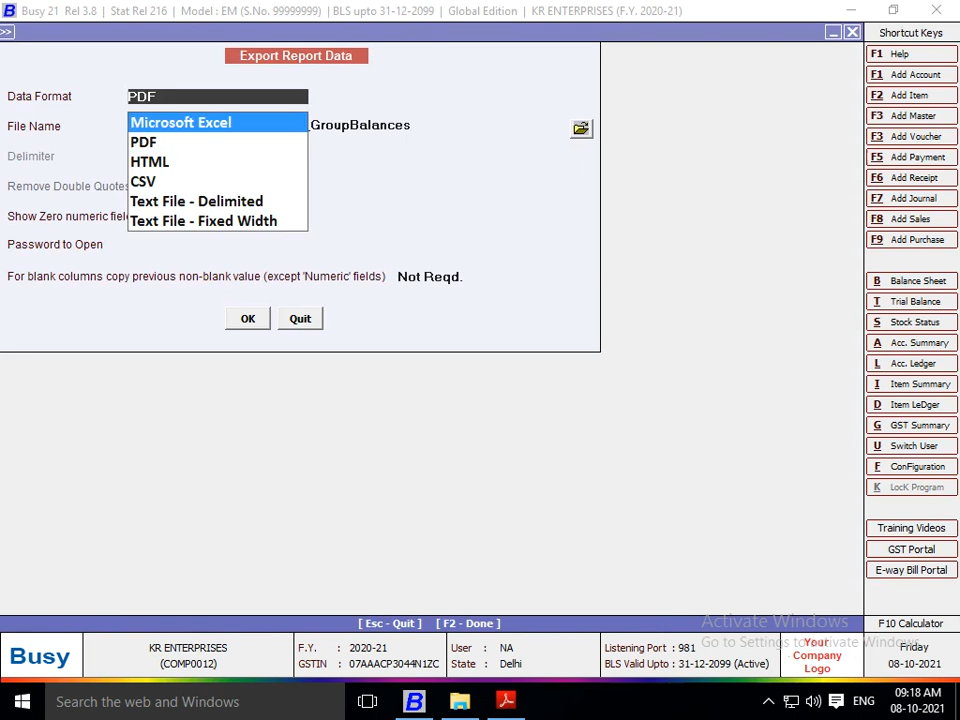 Busy 21 Rel 3.8 | Stat Rel 216 | Model : EM (S.No. 99999999) | BLS upto 31-12-2099 | Global Edition | KR ENTERPRISES (F.Y. 2020-21)
>>
Shortcut Keys
Export Report Data
Data Format PDF
File Name _GroupBalances
Microsoft Excel
PDF
HTML
CSV
Text File - Delimited
Text File - Fixed Width
Delimiter
Remove Double Quotes
Show Zero numeric fiel
Password to Open
For blank columns copy previous non-blank value (except 'Numeric' fields) Not Reqd.
OK Quit
F1 Help
F1 Add Account
F2 Add Item
F3 Add Master
F3 Add Voucher
F5 Add Payment
F6 Add Receipt
F7 Add Journal
F8 Add Sales
F9 Add Purchase
B Balance Sheet
T Trial Balance
S Stock Status
A Acc. Summary
L Acc. Ledger
I Item Summary
D Item LeDger
G GST Summary
U Switch User
F ConFiguration
K LocK Program
Training Videos
GST Portal
E-way Bill Portal
Activate Windows
Go to Settings to activate Windows.
[ Esc - Quit ] [ F2 - Done ]
F10 Calculator
Busy
KR ENTERPRISES
(COMP0012)
F.Y. : 2020-21
GSTIN : 07AAACP3044N1ZC
User : NA
State : Delhi
Listening Port : 981
BLS Valid Upto : 31-12-2099 (Active)
Your
Company
Logo
Friday
08-10-2021
Search the web and Windows
ENG
09:18 AM
08-10-2021